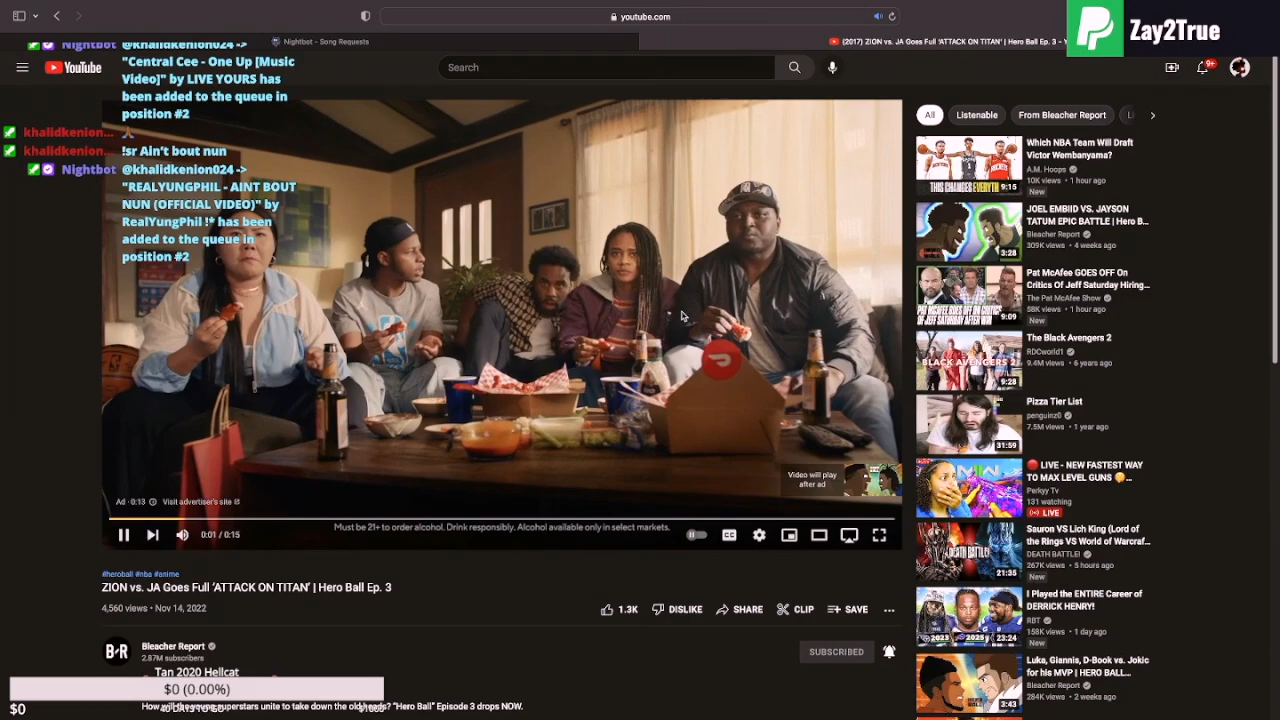 youtube.com
Zay2True
Nightbot - Song Requests
(2017) ZION vs. JA Goes Full 'ATTACK ON TITAN' | Hero Ball Ep. 3 -
Nightbot @khalidkenion024 ->
"Central Cee - One Up [Music
Video]" by LIVE YOURS has
been added to the queue in
position #2
khalidkenion...
khalidkenion... !sr Ain't bout nun
Nightbot @khalidkenion024 ->
"REALYUNGPHIL - AINT BOUT
NUN (OFFICIAL VIDEO)" by
RealYungPhil !* has been
added to the queue in
position #2
YouTube
Search
9+
All
Listenable
From Bleacher Report
Video will play
after ad
Ad · 0:13
Visit advertiser's site
Must be 21+ to order alcohol. Drink responsibly. Alcohol available only in select markets.
0:01 / 0:15
CC
#heroball #nba #anime
ZION vs. JA Goes Full 'ATTACK ON TITAN' | Hero Ball Ep. 3
4,560 views • Nov 14, 2022
1.3K
DISLIKE
SHARE
CLIP
SAVE
B R
Bleacher Report
2.87M subscribers
SUBSCRIBED
Tan 2020 Hellcat
$0 (0.00%)
$0
"Hero Ball" Episode 3 drops NOW.
THIS CHANGES EVERYTH
9:15
Which NBA Team Will Draft
Victor Wembanyama?
A.M. Hoops
10K views • 1 hour ago
New
3:28
JOEL EMBIID VS. JAYSON
TATUM EPIC BATTLE | Hero B...
Bleacher Report
309K views • 4 weeks ago
9:09
Pat McAfee GOES OFF On
Critics Of Jeff Saturday Hiring...
The Pat McAfee Show
58K views • 1 hour ago
New
BLACK AVENGERS 2
9:28
The Black Avengers 2
RDCworld1
9.4M views • 6 years ago
31:59
Pizza Tier List
penguinz0
7.5M views • 1 year ago
LIVE - NEW FASTEST WAY
TO MAX LEVEL GUNS
Perkyy Tv
131 watching
LIVE
DEATH BATTLE!
21:35
Sauron VS Lich King (Lord of
the Rings VS World of Warcraf...
DEATH BATTLE!
267K views • 5 hours ago
New
2023
2025
23:24
I Played the ENTIRE Career of
DERRICK HENRY!
RBT
158K views • 1 day ago
New
3:43
Luka, Giannis, D-Book vs. Jokic
for his MVP | HERO BALL...
Bleacher Report
284K views • 2 weeks ago